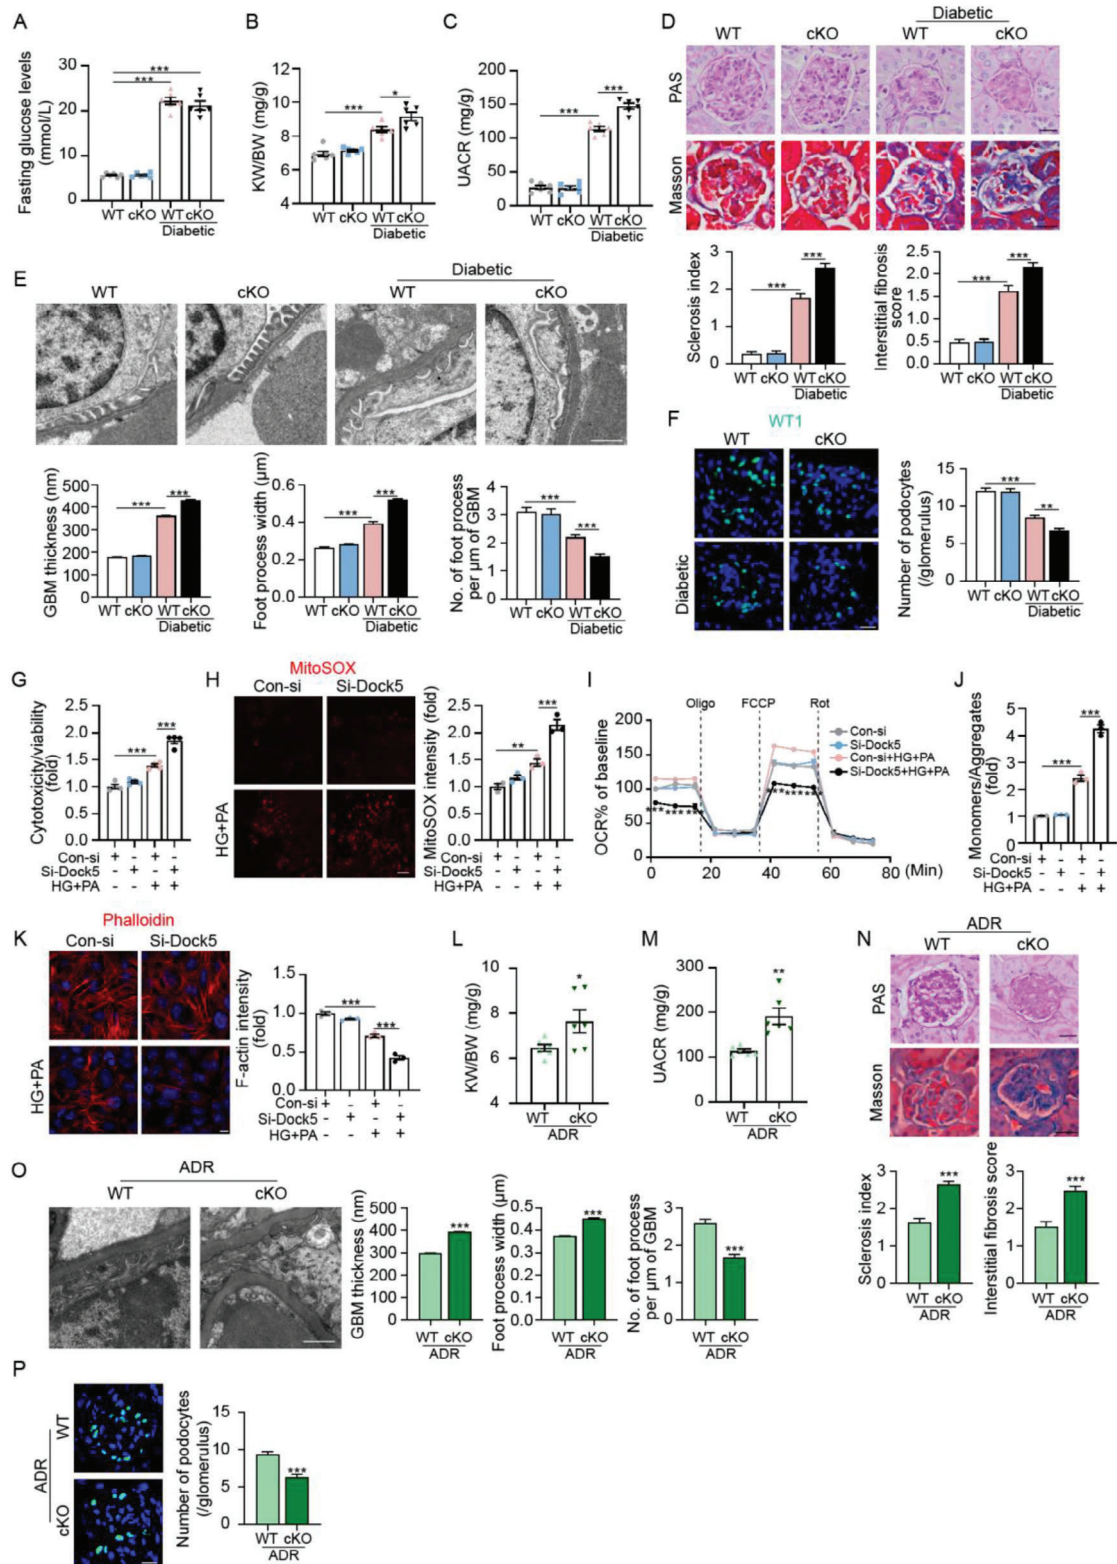 A
Fasting glucose levels
(mmol/L)
30
20
10
0
***
***
WT cKO WT cKO
Diabetic
B
KW/BW (mg/g)
12
10
8
6
4
***
*
WT cKO WT cKO
Diabetic
C
UACR (mg/g)
200
150
100
50
0
***
***
WT cKO WT cKO
Diabetic
D
Diabetic
WT cKO WT cKO
PAS
Masson
Sclerosis index
3
2
1
0
***
***
WT cKO WT cKO
Diabetic
Interstitial fibrosis
score
2.5
2.0
1.5
1.0
0.5
0.0
***
***
WT cKO WT cKO
Diabetic
E
Diabetic
WT cKO WT cKO
GBM thickness (nm)
500
400
300
200
100
0
***
***
WT cKO WT cKO
Diabetic
Foot process width (μm)
0.6
0.4
0.2
0.0
***
***
WT cKO WT cKO
Diabetic
No. of foot process
per μm of GBM
4
3
2
1
0
***
***
WT cKO WT cKO
Diabetic
F
WT1
WT cKO
Diabetic
Number of podocytes
(/glomerulus)
15
10
5
0
***
**
WT cKO WT cKO
Diabetic
G
Cytotoxicity/viability
(fold)
2.5
2.0
1.5
1.0
0.5
0.0
***
***
Con-si + - + -
Si-Dock5 - + - +
HG+PA - - + +
H
MitoSOX
Con-si Si-Dock5
HG+PA
MitoSOX intensity (fold)
2.5
2.0
1.5
1.0
0.5
0.0
**
***
Con-si + - + -
Si-Dock5 - + - +
HG+PA - - + +
I
Oligo FCCP Rot
OCR% of baseline
200
150
100
50
0
Con-si
Si-Dock5
Con-si+HG+PA
Si-Dock5+HG+PA
0 20 40 60 80 (Min)
J
Monomers/Aggregates
(fold)
5
4
3
2
1
0
***
***
Con-si + - + -
Si-Dock5 - + - +
HG+PA - - + +
K
Phalloidin
Con-si Si-Dock5
HG+PA
F-actin intensity
(fold)
1.5
1.0
0.5
0.0
***
***
Con-si + - + -
Si-Dock5 - + - +
HG+PA - - + +
L
KW/BW (mg/g)
10
8
6
4
*
WT cKO
ADR
M
UACR (mg/g)
300
200
100
0
**
WT cKO
ADR
N
ADR
WT cKO
PAS
Masson
Sclerosis index
3
2
1
0
***
WT cKO
ADR
Interstitial fibrosis score
3
2
1
0
***
WT cKO
ADR
O
ADR
WT cKO
GBM thickness (nm)
500
400
300
200
100
0
***
WT cKO
ADR
Foot process width (μm)
0.5
0.4
0.3
0.2
0.1
0.0
***
WT cKO
ADR
No. of foot process
per μm of GBM
3
2
1
0
***
WT cKO
ADR
P
ADR
WT
cKO
Number of podocytes
(/glomerulus)
15
10
5
0
***
WT cKO
ADR